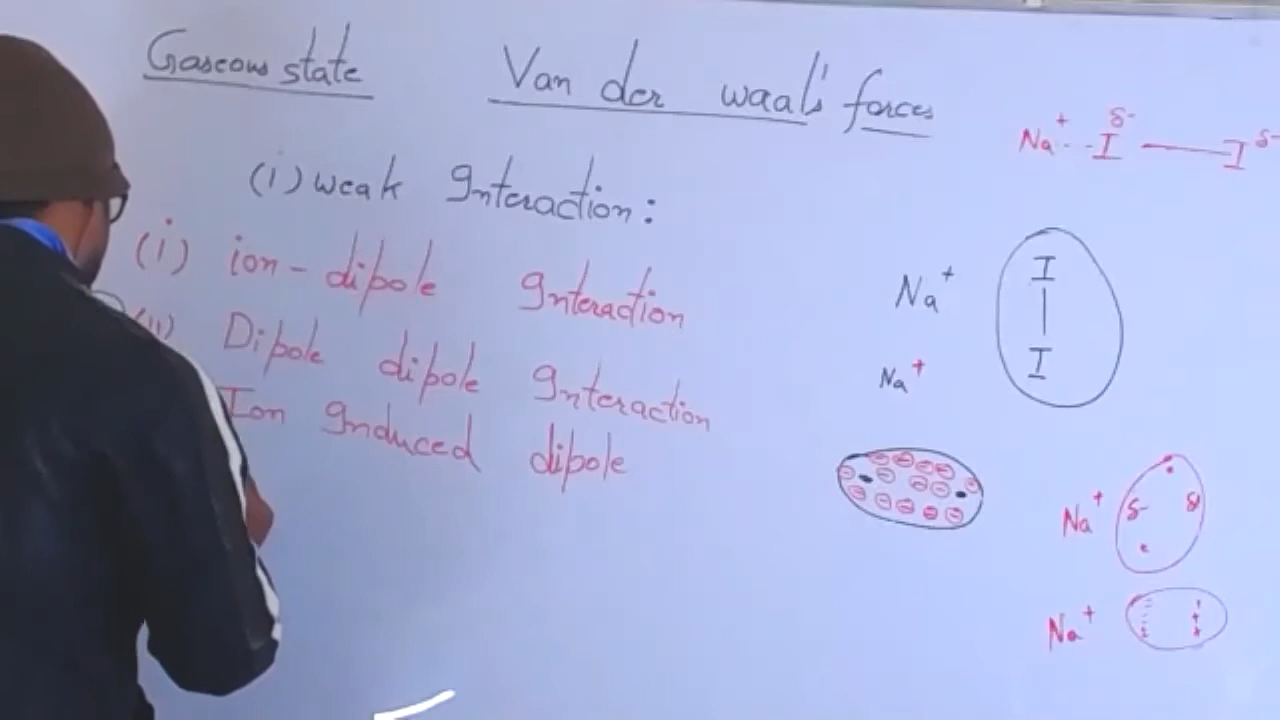 Gaseous state
Van der waal's forces
(i) weak Interaction:
(i) ion-dipole Interaction
(ii) Dipole dipole Interaction
Ion Induced dipole
Na+ -- I δ- — I δ-
Na+
I
|
I
Na+
Na+ δ- δ
Na+